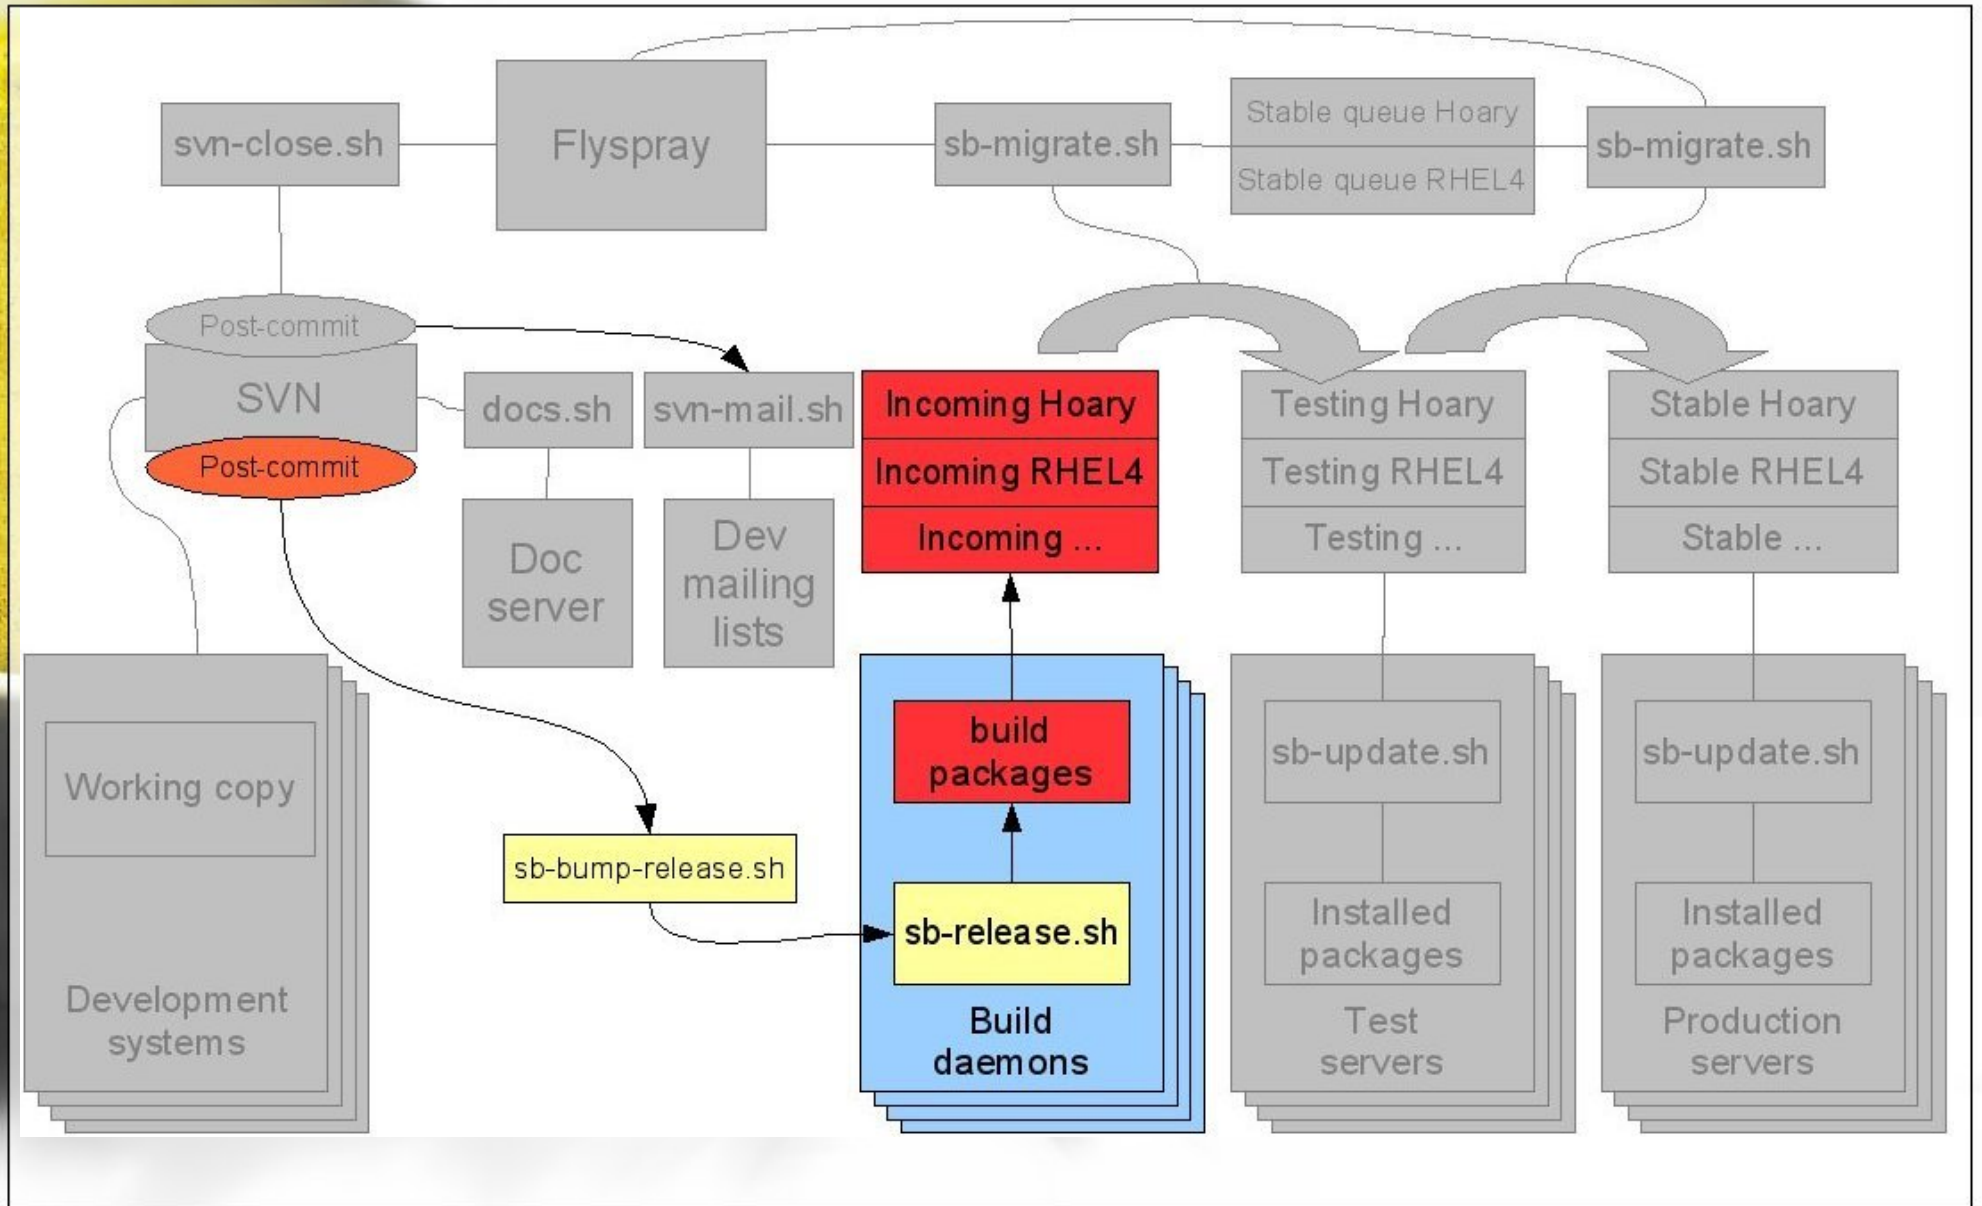 svn-close.sh
Flyspray
sb-migrate.sh
Stable queue Hoary
Stable queue RHEL4
sb-migrate.sh
Post-commit
SVN
Post-commit
docs.sh
svn-mail.sh
Doc
server
Dev
mailing
lists
Incoming Hoary
Incoming RHEL4
Incoming ...
Testing Hoary
Testing RHEL4
Testing ...
Stable Hoary
Stable RHEL4
Stable ...
Working copy
Development
systems
sb-bump-release.sh
build
packages
sb-release.sh
Build
daemons
sb-update.sh
Installed
packages
Test
servers
sb-update.sh
Installed
packages
Production
servers